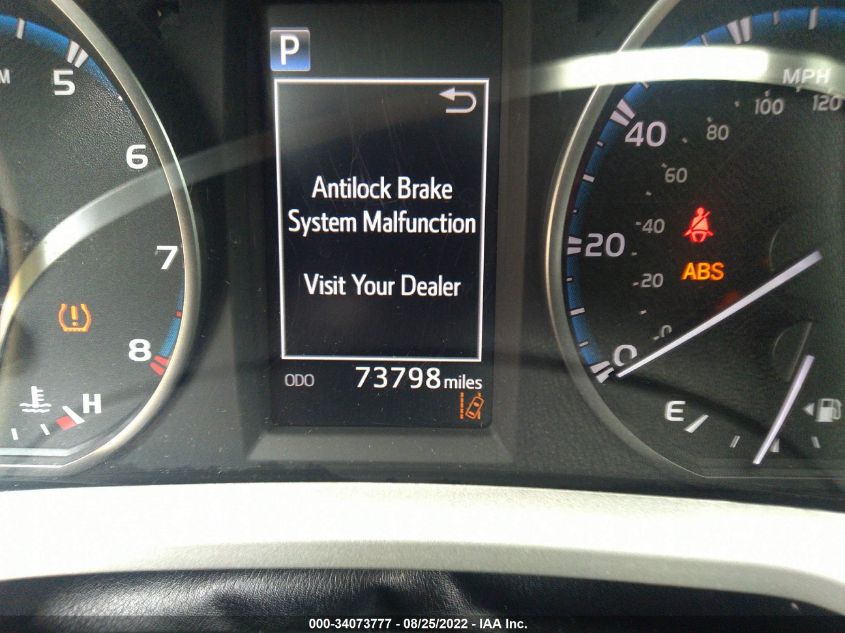 P
Antilock Brake
System Malfunction
Visit Your Dealer
ODO 73798 miles
5
6
7
8
H
MPH
120
100
80
60
40
20
0
40
20
0
ABS
E
000-34073777 - 08/25/2022 - IAA Inc.